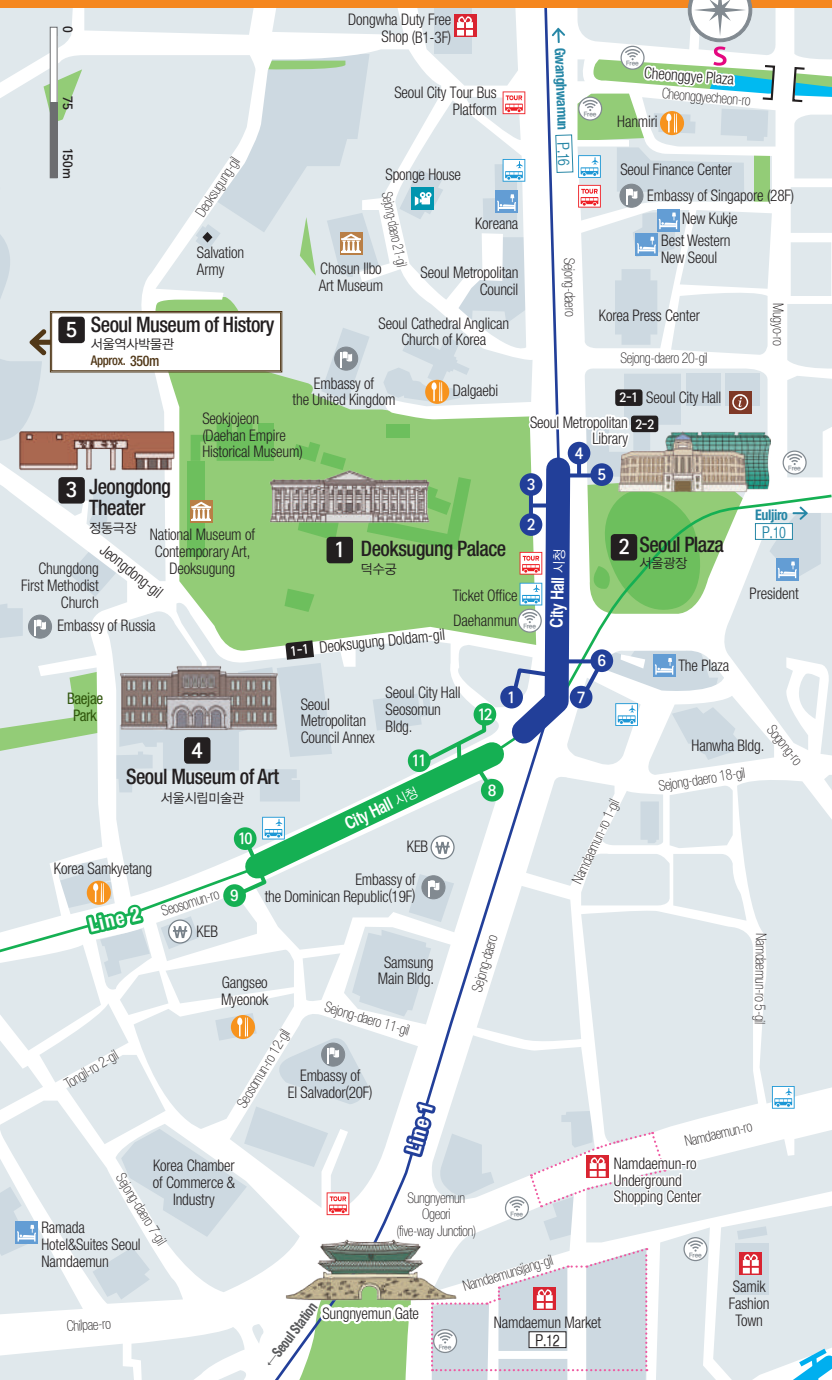 S
0
75
150m
Dongwha Duty Free
Shop (B1-3F)
Gwanghwamun
P.16
Free
Cheonggye Plaza
Cheonggyecheon-ro
Seoul City Tour Bus
Platform
TOUR
Free
Hanmiri
Deoksugung-gil
Sponge House
Seoul Finance Center
TOUR
Embassy of Singapore (28F)
Koreana
New Kukje
Sejong-daero 21-gil
Best Western
New Seoul
Salvation
Army
Chosun Ilbo
Art Museum
Seoul Metropolitan
Council
Sejong-daero
Korea Press Center
Mugyo-ro
5 Seoul Museum of History
서울역사박물관
Approx. 350m
Seoul Cathedral Anglican
Church of Korea
Sejong-daero 20-gil
Embassy of
the United Kingdom
Dalgaebi
2-1 Seoul City Hall
Seoul Metropolitan
Library
2-2
Seokjojeon
(Daehan Empire
Historical Museum)
4
5
3
2
Free
3 Jeongdong
Theater
정동극장
National Museum of
Contemporary Art,
Deoksugung
1 Deoksugung Palace
덕수궁
City Hall 시청
2 Seoul Plaza
서울광장
Euljiro
P.10
Jeongdong-gil
TOUR
Chungdong
First Methodist
Church
Ticket Office
President
Daehanmun
Free
Embassy of Russia
1-1 Deoksugung Doldam-gil
6
The Plaza
1
7
Baejae
Park
Seoul
Metropolitan
Council Annex
Seoul City Hall
Seosomun
Bldg.
12
11
8
Hanwha Bldg.
Sogong-ro
4
Seoul Museum of Art
서울시립미술관
Sejong-daero 18-gil
City Hall 시청
10
9
Namdaemun-ro 1-gil
KEB
Korea Samkyetang
Embassy of
the Dominican Republic(19F)
Seosomun-ro
Line 2
KEB
Sejong-daero
Namdaemun-ro 5-gil
Samsung
Main Bldg.
Gangseo
Myeonok
Sejong-daero 11-gil
Seosomun-ro 12-gil
Tongil-ro 2-gil
Embassy of
El Salvador(20F)
Line 1
Namdaemun-ro
Korea Chamber
of Commerce &
Industry
Namdaemun-ro
Underground
Shopping Center
Sejong-daero 7-gil
TOUR
Sungnyemun
Ogeori
(five-way Junction)
Free
Ramada
Hotel&Suites Seoul
Namdaemun
Free
Namdaemunsijang-gil
Samik
Fashion
Town
Sungnyemun Gate
Namdaemun Market
P.12
Chilpae-ro
←Seoul Station
Free